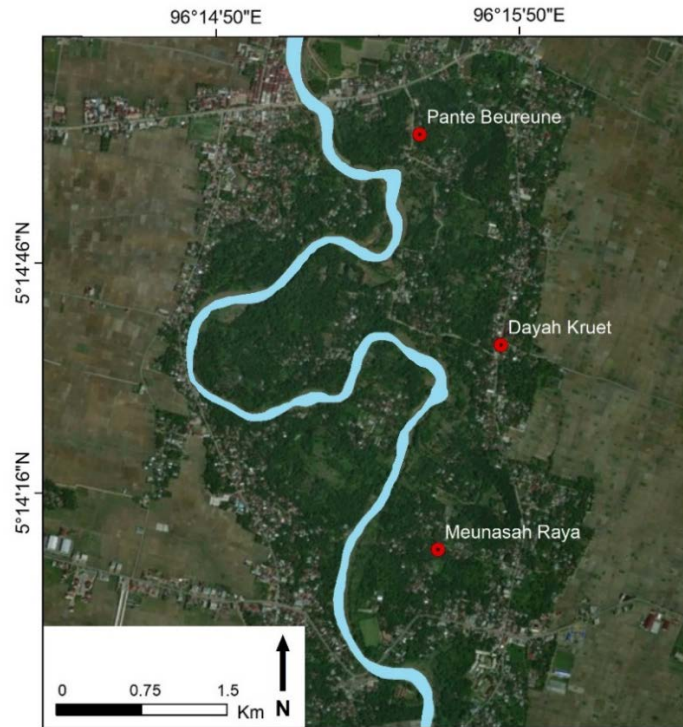 96°14'50"E
96°15'50"E
Pante Beureune
5°14'46"N
Dayah Kruet
5°14'16"N
Meunasah Raya
0 0.75 1.5
Km
N